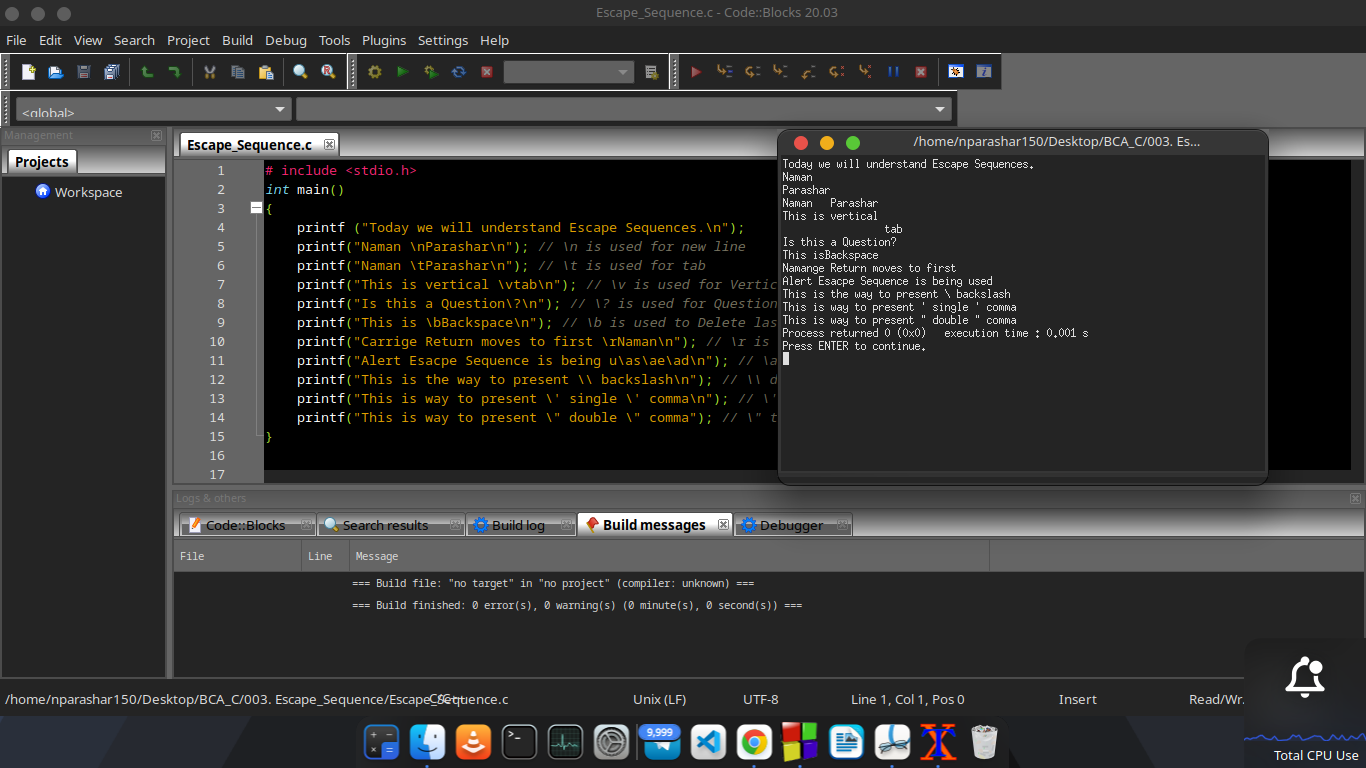 Escape_Sequence.c - Code::Blocks 20.03
File Edit View Search Project Build Debug Tools Plugins Settings Help
<global>
Management
Projects
Workspace
Escape_Sequence.c
1 # include <stdio.h>
2 int main()
3 {
4 printf ("Today we will understand Escape Sequences.\n");
5 printf("Naman \nParashar\n"); // \n is used for new line
6 printf("Naman \tParashar\n"); // \t is used for tab
7 printf("This is vertical \vtab\n"); // \v is used for Vertic
8 printf("Is this a Question\?\n"); // \? is used for Question
9 printf("This is \bBackspace\n"); // \b is used to Delete las
10 printf("Carrige Return moves to first \rNaman\n"); // \r is
11 printf("Alert Esacpe Sequence is being u\as\ae\ad\n"); // \a
12 printf("This is the way to present \\ backslash\n"); // \\ d
13 printf("This is way to present \' single \' comma\n"); // \'
14 printf("This is way to present \" double \" comma"); // \" t
15 }
16
17
/home/nparashar150/Desktop/BCA_C/003. Es...
Today we will understand Escape Sequences.
Naman
Parashar
Naman Parashar
This is vertical
tab
Is this a Question?
This isBackspace
Namange Return moves to first
Alert Esacpe Sequence is being used
This is the way to present \ backslash
This is way to present ' single ' comma
This is way to present " double " comma
Process returned 0 (0x0) execution time : 0.001 s
Press ENTER to continue.
Logs & others
Code::Blocks Search results Build log Build messages Debugger
File Line Message
=== Build file: "no target" in "no project" (compiler: unknown) ===
=== Build finished: 0 error(s), 0 warning(s) (0 minute(s), 0 second(s)) ===
/home/nparashar150/Desktop/BCA_C/003. Escape_Sequence/Escape_Sequence.c C/C++ Unix (LF) UTF-8 Line 1, Col 1, Pos 0 Insert Read/Wr.
9,999
Total CPU Use